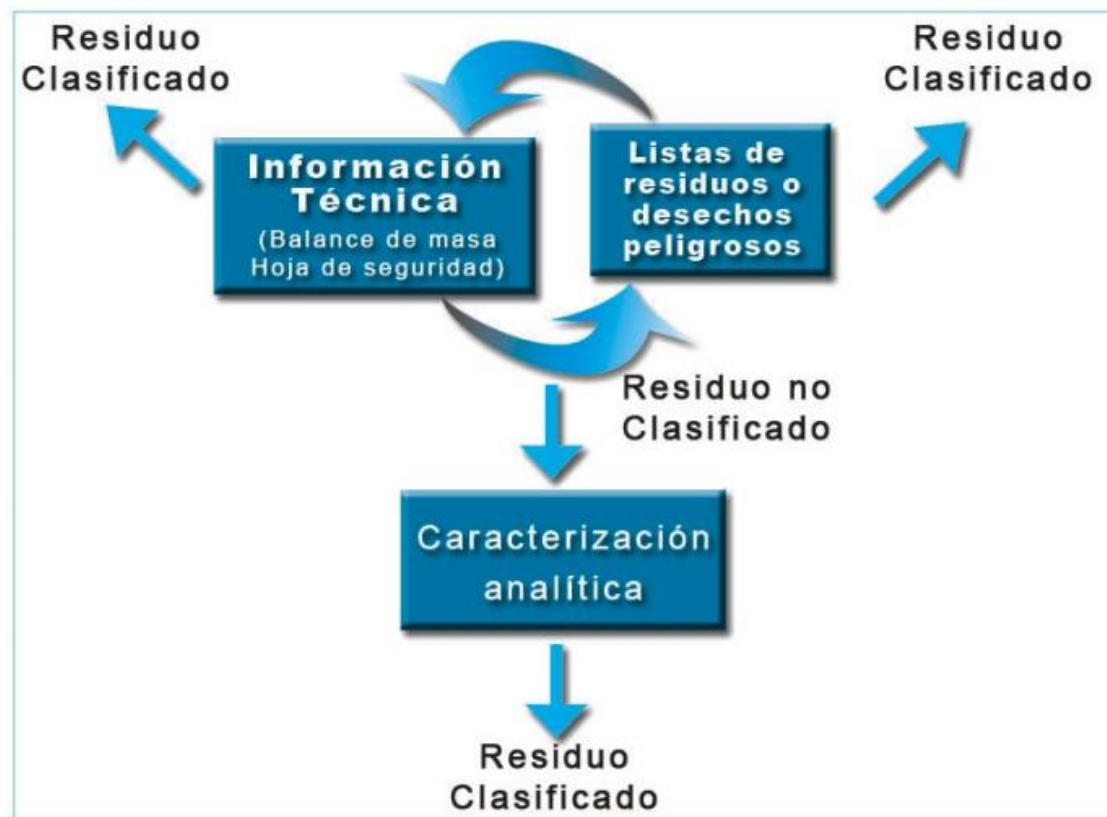 Residuo
Clasificado
Residuo
Clasificado
Información
Técnica
(Balance de masa
Hoja de seguridad)
Listas de
residuos o
desechos
peligrosos
Residuo no
Clasificado
Caracterización
analítica
Residuo
Clasificado